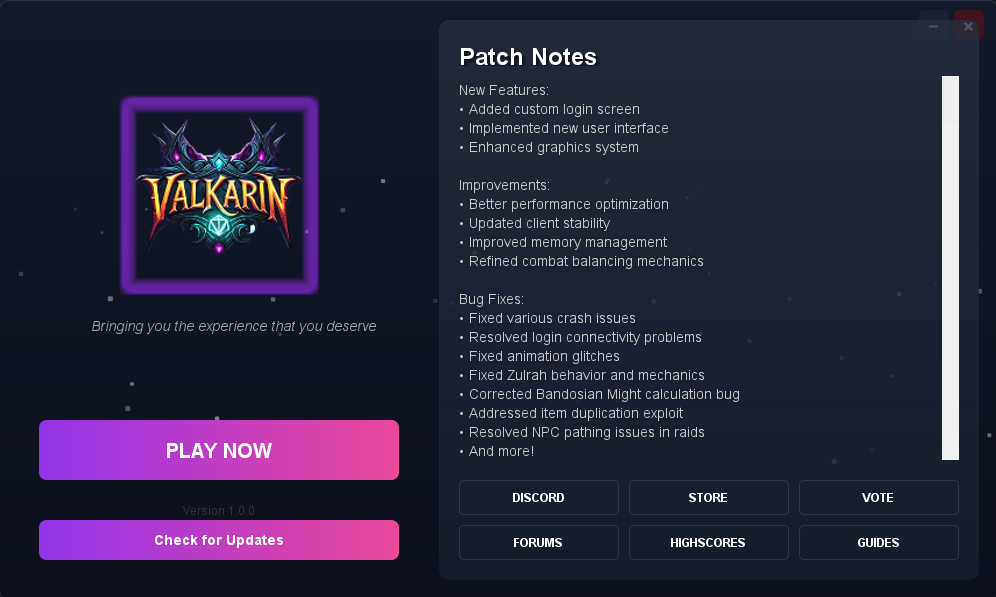 VALKARIN
Bringing you the experience that you deserve
PLAY NOW
Version 1.0.0
Check for Updates
Patch Notes
New Features:
• Added custom login screen
• Implemented new user interface
• Enhanced graphics system
Improvements:
• Better performance optimization
• Updated client stability
• Improved memory management
• Refined combat balancing mechanics
Bug Fixes:
• Fixed various crash issues
• Resolved login connectivity problems
• Fixed animation glitches
• Fixed Zulrah behavior and mechanics
• Corrected Bandosian Might calculation bug
• Addressed item duplication exploit
• Resolved NPC pathing issues in raids
• And more!
DISCORD STORE VOTE
FORUMS HIGHSCORES GUIDES